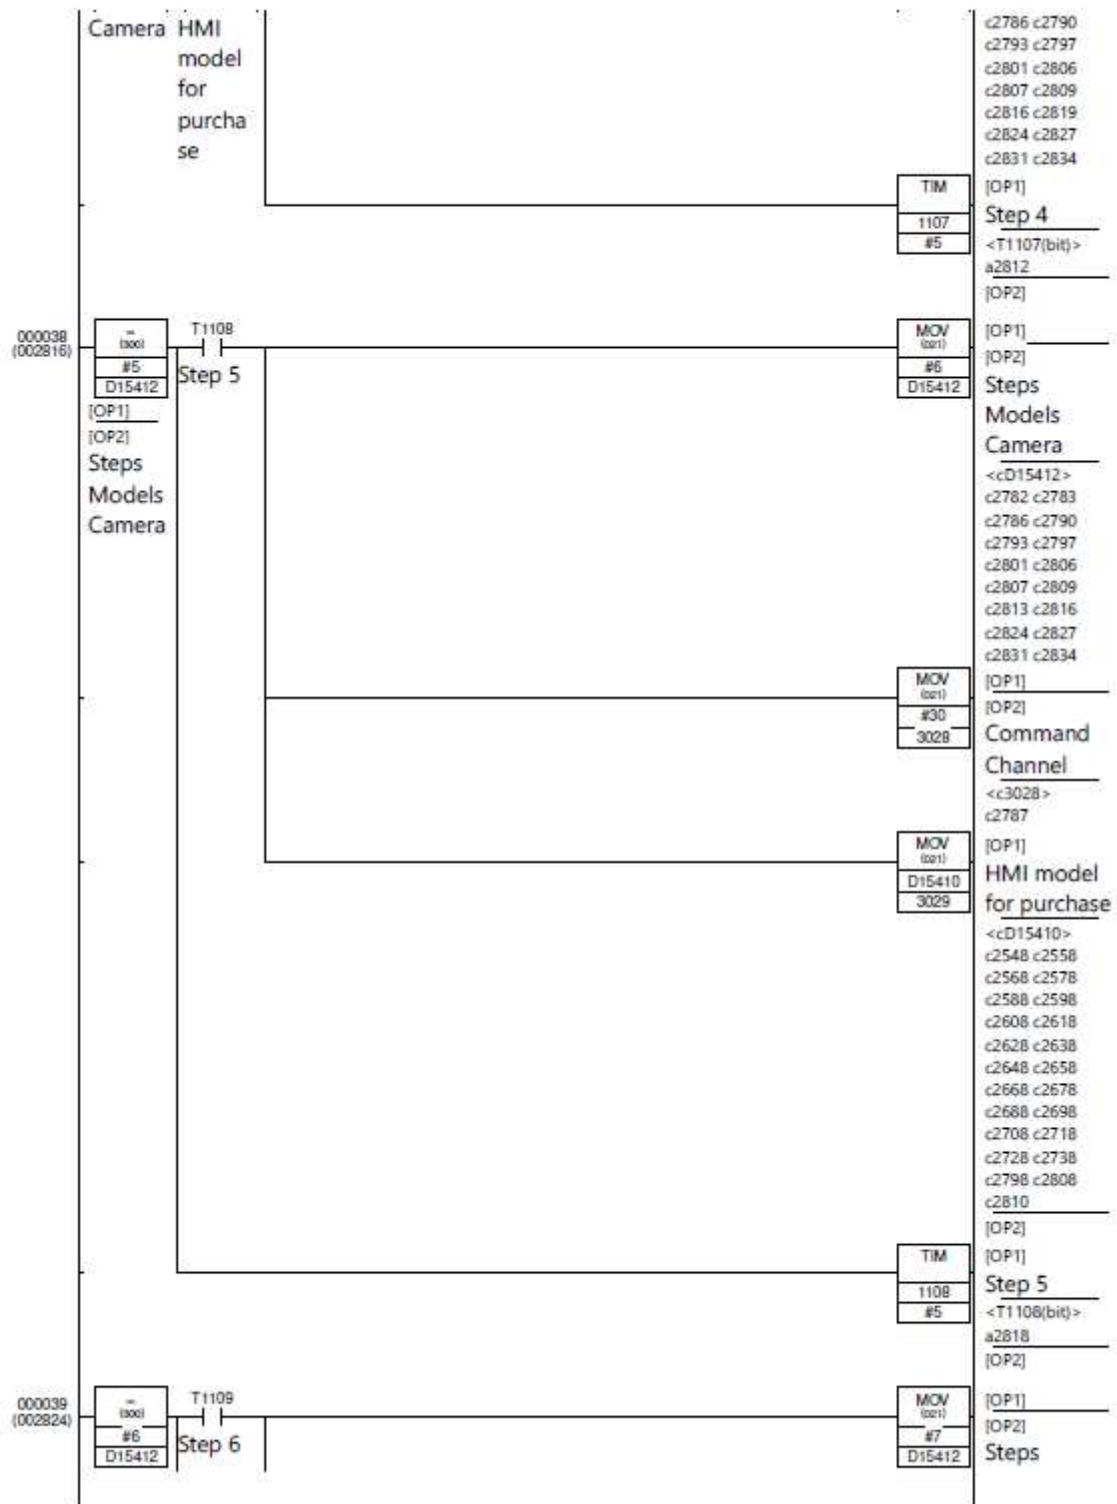 Camera HMI
model
for
purcha
se
c2786 c2790
c2793 c2797
c2801 c2806
c2807 c2809
c2816 c2819
c2824 c2827
c2831 c2834
TIM
1107
#5
[OP1]
Step 4
<T1107(bit)>
a2812
[OP2]
000038
(002816)
=
(300)
#5
D15412
[OP1]
[OP2]
Steps
Models
Camera
T1108
Step 5
MOV
(021)
#6
D15412
[OP1]
[OP2]
Steps
Models
Camera
<cD15412>
c2782 c2783
c2786 c2790
c2793 c2797
c2801 c2806
c2807 c2809
c2813 c2816
c2824 c2827
c2831 c2834
MOV
(021)
#30
3028
[OP1]
[OP2]
Command
Channel
<c3028>
c2787
MOV
(021)
D15410
3029
[OP1]
HMI model
for purchase
<cD15410>
c2548 c2558
c2568 c2578
c2588 c2598
c2608 c2618
c2628 c2638
c2648 c2658
c2668 c2678
c2688 c2698
c2708 c2718
c2728 c2738
c2798 c2808
c2810
[OP2]
TIM
1108
#5
[OP1]
Step 5
<T1108(bit)>
a2818
[OP2]
000039
(002824)
=
(300)
#6
D15412
T1109
Step 6
MOV
(021)
#7
D15412
[OP1]
[OP2]
Steps